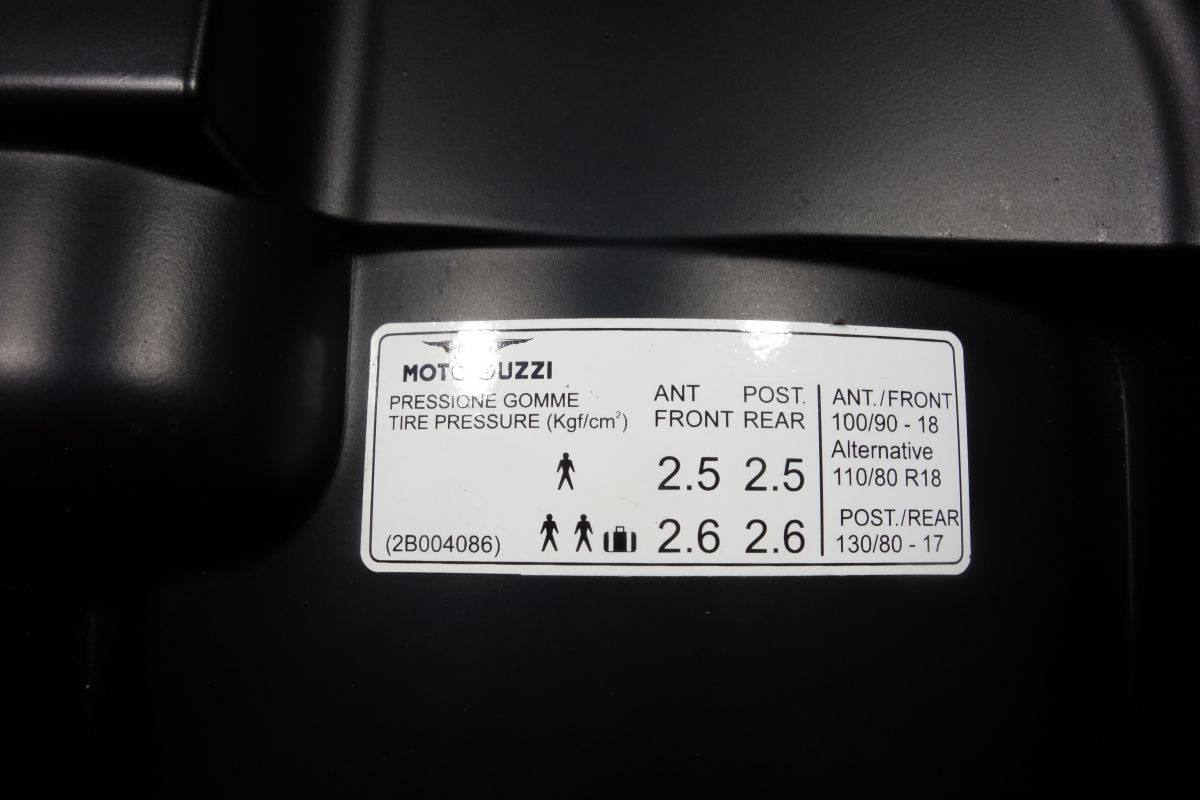 MOTO GUZZI
PRESSIONE GOMME
TIRE PRESSURE (Kgf/cm²)
ANT POST.
FRONT REAR
2.5 2.5
2.6 2.6
(2B004086)
ANT./FRONT
100/90 - 18
Alternative
110/80 R18
POST./REAR
130/80 - 17